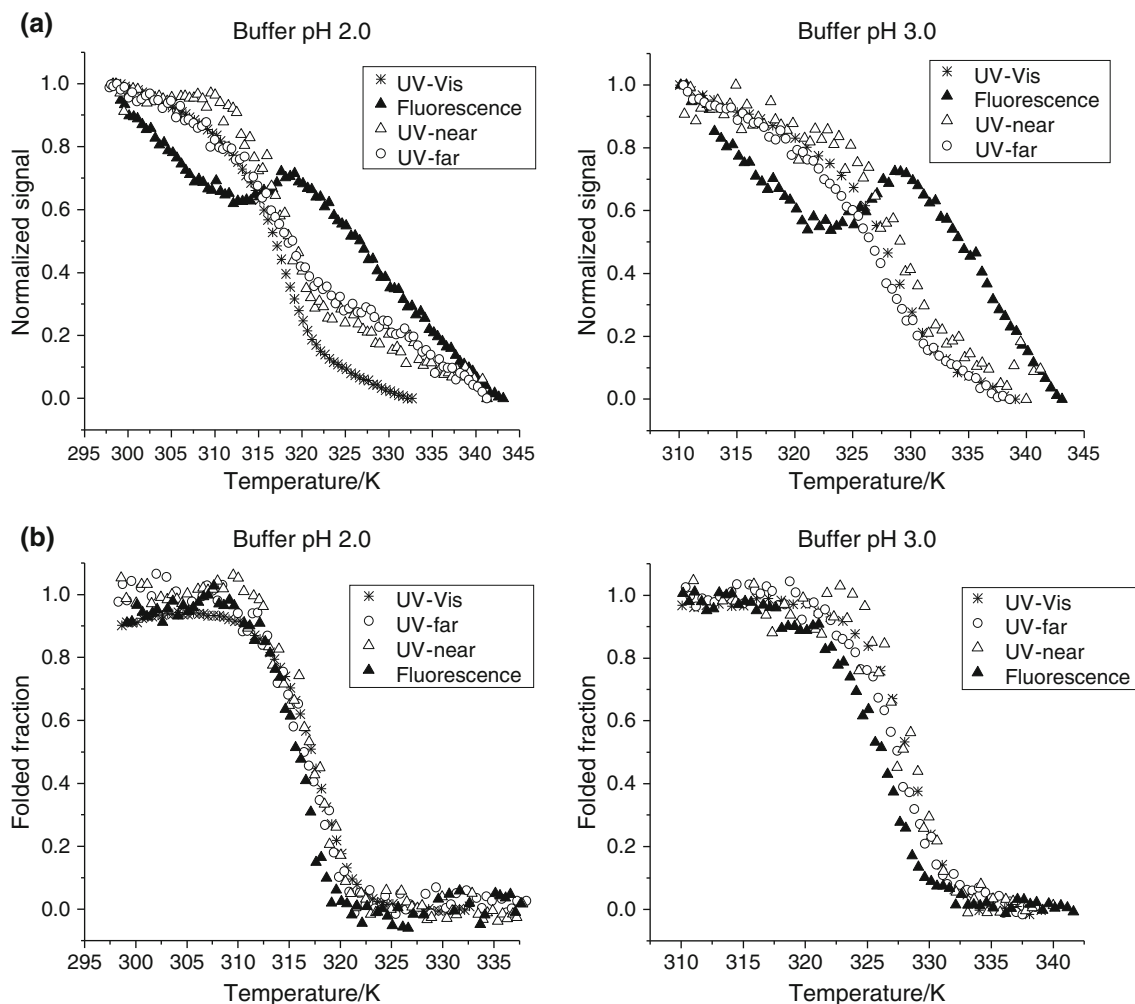 (a)
Buffer pH 2.0
Normalized signal
1.0
0.8
0.6
0.4
0.2
0.0
UV-Vis
Fluorescence
UV-near
UV-far
295 300 305 310 315 320 325 330 335 340 345
Temperature/K
Buffer pH 3.0
Normalized signal
1.0
0.8
0.6
0.4
0.2
0.0
UV-Vis
Fluorescence
UV-near
UV-far
310 315 320 325 330 335 340 345
Temperature/K
(b)
Buffer pH 2.0
Folded fraction
1.0
0.8
0.6
0.4
0.2
0.0
UV-Vis
UV-far
UV-near
Fluorescence
300 305 310 315 320 325 330 335
Temperature/K
Buffer pH 3.0
Folded fraction
1.0
0.8
0.6
0.4
0.2
0.0
UV-Vis
UV-far
UV-near
Fluorescence
310 315 320 325 330 335 340
Temperature/K